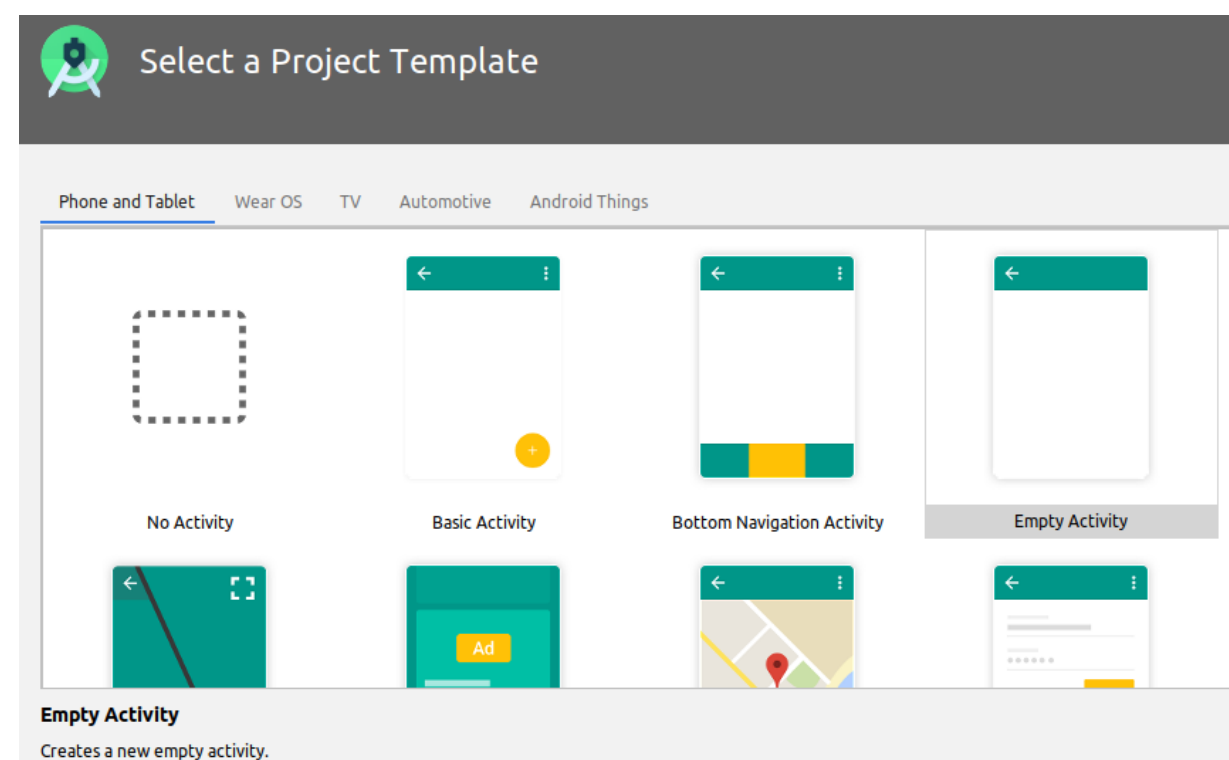 Select a Project Template
Phone and Tablet Wear OS TV Automotive Android Things
No Activity Basic Activity Bottom Navigation Activity Empty Activity
Ad
Empty Activity
Creates a new empty activity.